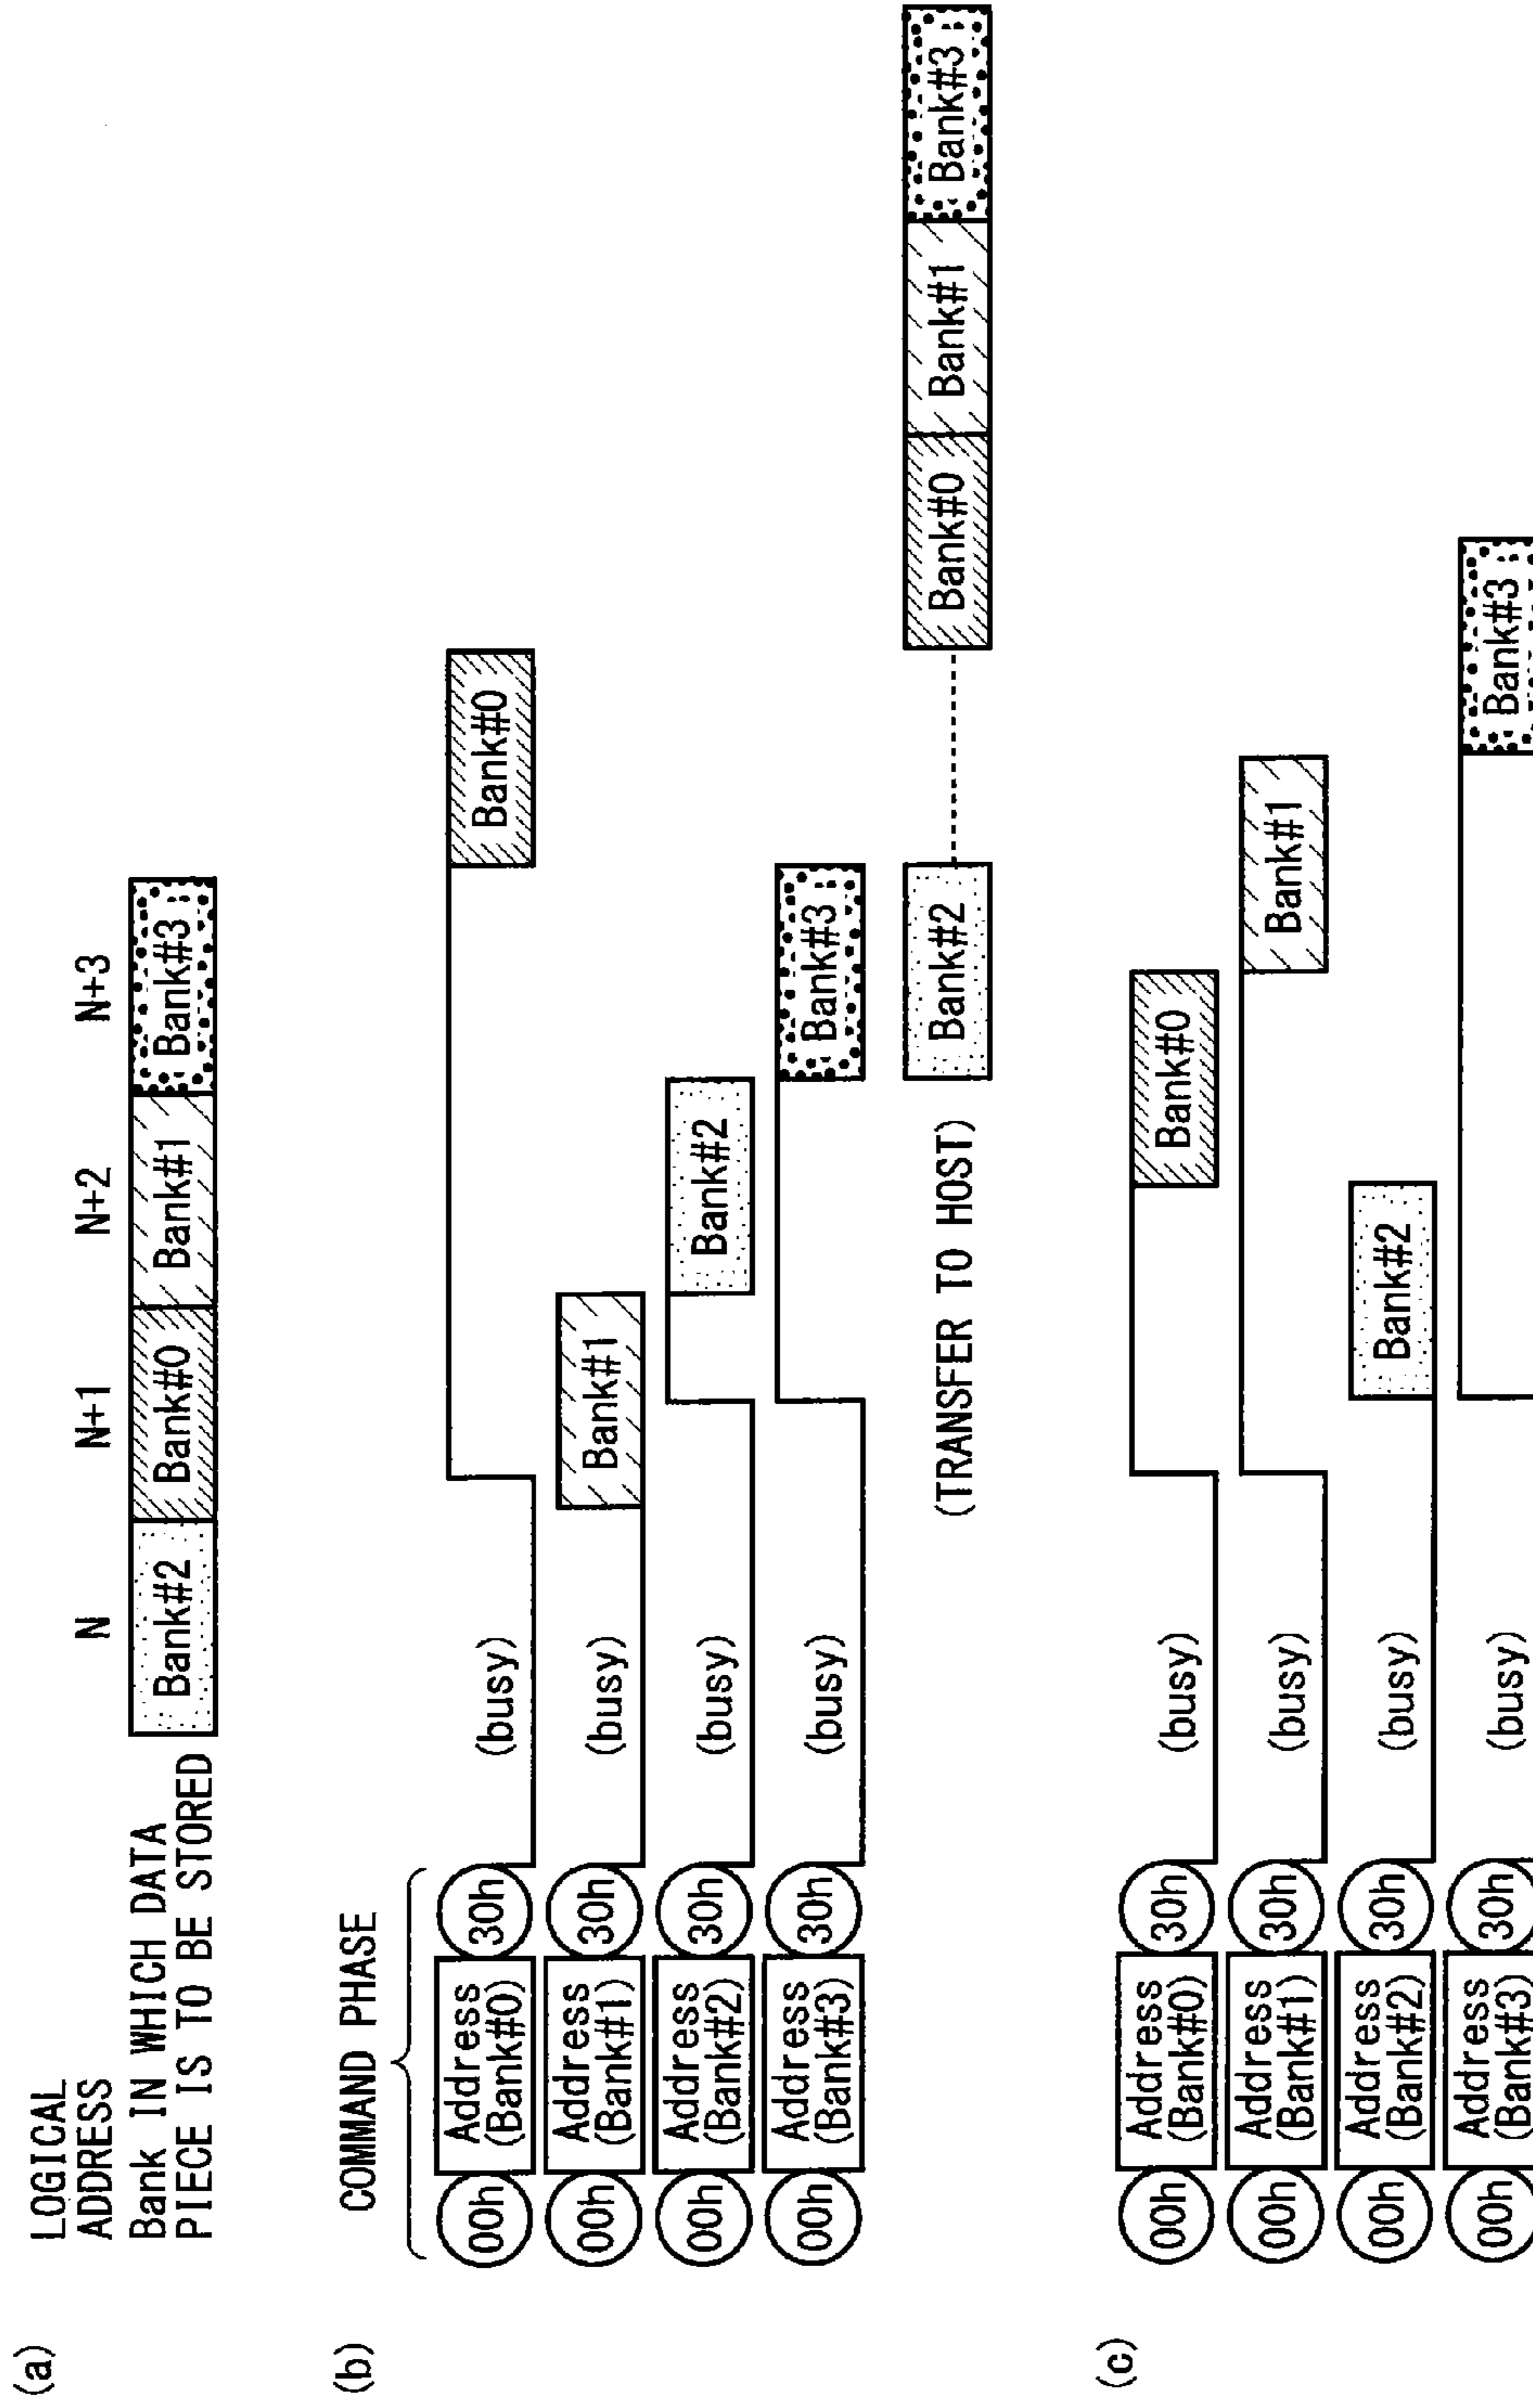 (a)
LOGICAL
ADDRESS
N N+1 N+2 N+3
Bank IN WHICH DATA
PIECE IS TO BE STORED
Bank#2 Bank#0 Bank#1 Bank#3
(b)
COMMAND PHASE
00h Address (Bank#0) 30h (busy) Bank#0
00h Address (Bank#1) 30h (busy) Bank#1
00h Address (Bank#2) 30h (busy) Bank#2
00h Address (Bank#3) 30h (busy) Bank#3
(TRANSFER TO HOST) Bank#2 Bank#0 Bank#1 Bank#3
(c)
00h Address (Bank#0) 30h (busy) Bank#0
00h Address (Bank#1) 30h (busy) Bank#1
00h Address (Bank#2) 30h (busy) Bank#2
00h Address (Bank#3) 30h (busy) Bank#3